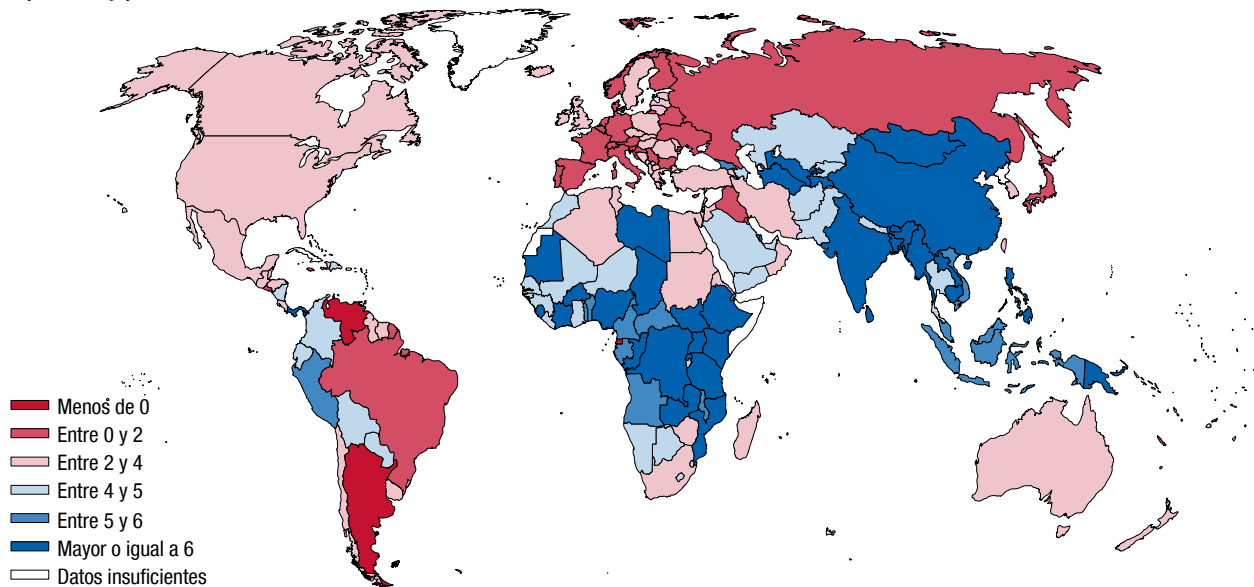 Menos de 0
Entre 0 y 2
Entre 2 y 4
Entre 4 y 5
Entre 5 y 6
Mayor o igual a 6
Datos insuficientes